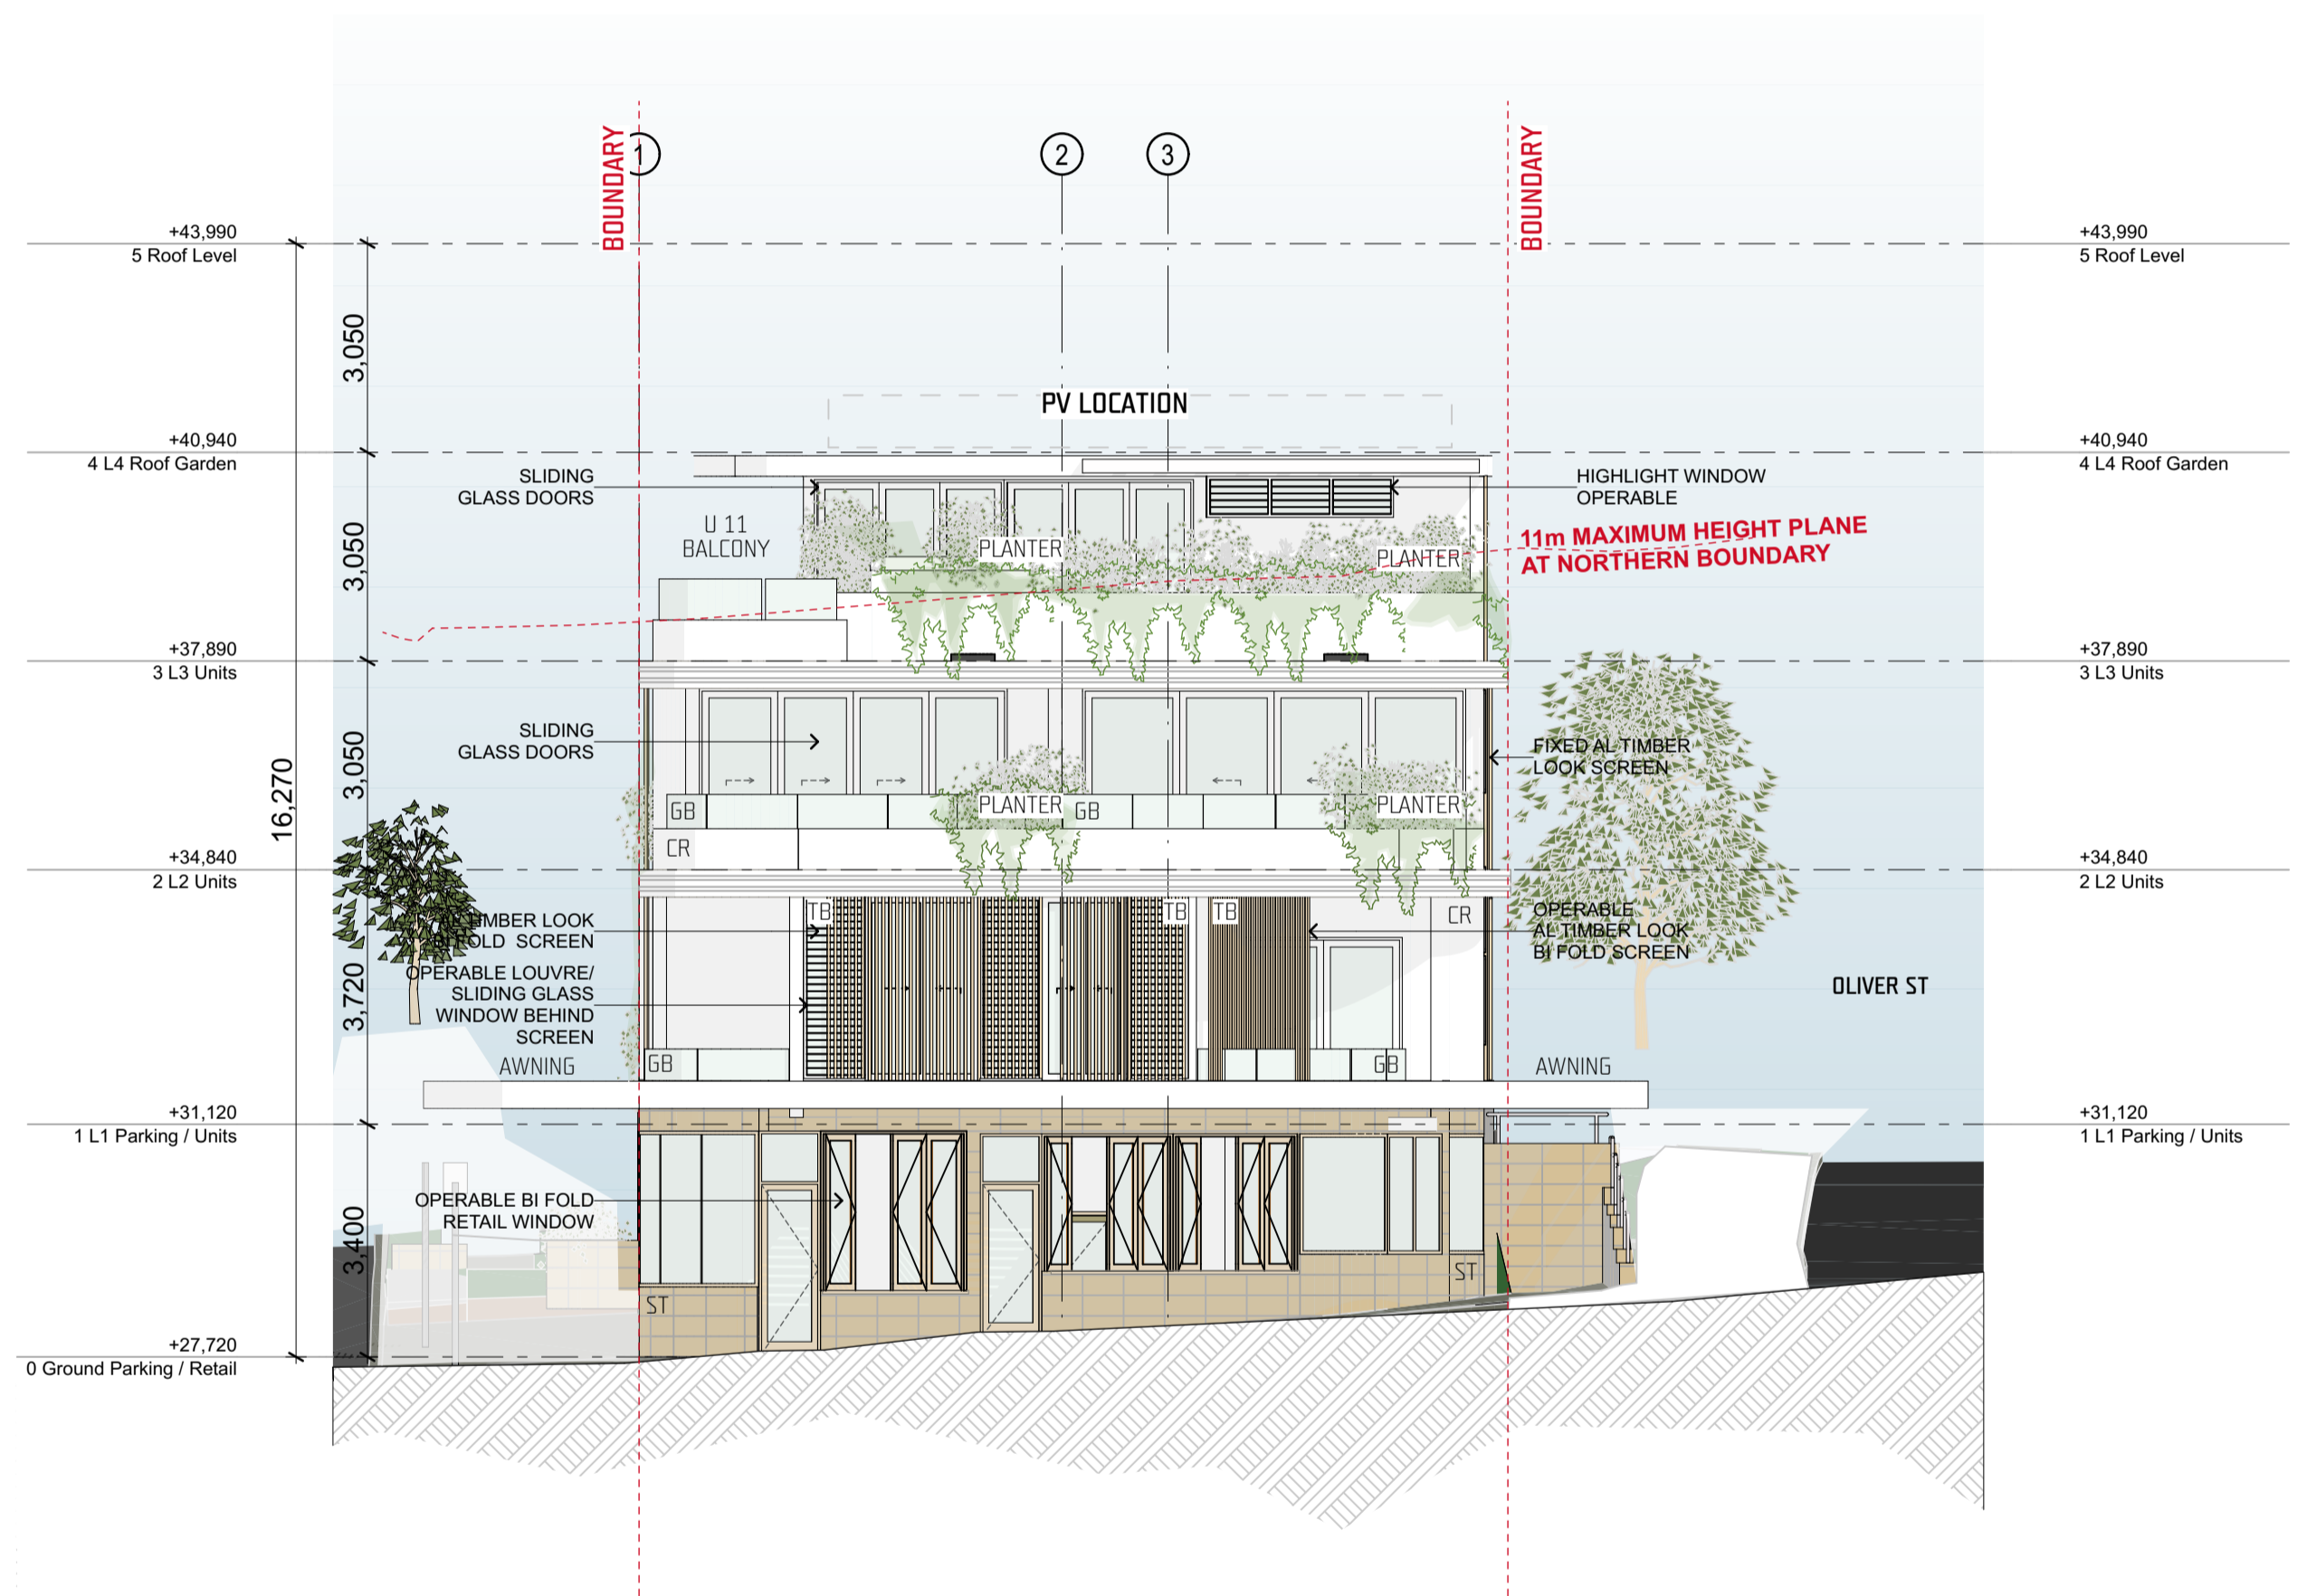 BOUNDARY
1
2
3
BOUNDARY
+43,990
5 Roof Level
+43,990
5 Roof Level
3,050
PV LOCATION
+40,940
4 L4 Roof Garden
+40,940
4 L4 Roof Garden
SLIDING
GLASS DOORS
HIGHLIGHT WINDOW
OPERABLE
U 11
BALCONY
PLANTER
PLANTER
11m MAXIMUM HEIGHT PLANE
AT NORTHERN BOUNDARY
3,050
+37,890
3 L3 Units
+37,890
3 L3 Units
SLIDING
GLASS DOORS
FIXED AL TIMBER
LOOK SCREEN
3,050
16,270
GB
PLANTER
GB
PLANTER
CR
+34,840
2 L2 Units
+34,840
2 L2 Units
TB
TB
TB
CR
AL TIMBER LOOK
BI FOLD SCREEN
OPERABLE
AL TIMBER LOOK
BI FOLD SCREEN
OPERABLE LOUVRE/
SLIDING GLASS
WINDOW BEHIND
SCREEN
OLIVER ST
3,720
AWNING
GB
GB
AWNING
+31,120
1 L1 Parking / Units
+31,120
1 L1 Parking / Units
OPERABLE BI FOLD
RETAIL WINDOW
3,400
ST
ST
+27,720
0 Ground Parking / Retail